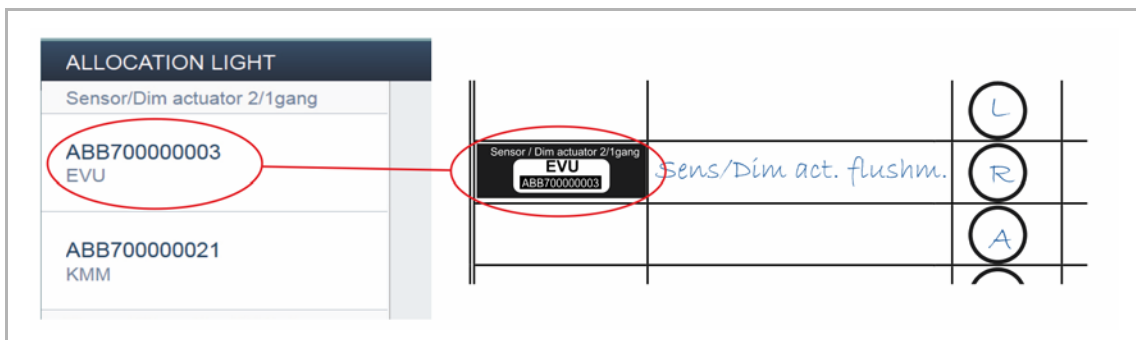 ALLOCATION LIGHT
Sensor/Dim actuator 2/1gang
ABB700000003
EVU
ABB700000021
KMM
L
Sensor / Dim actuator 2/1gang
EVU
ABB700000003
Sens/Dim act. flushm.
R
A